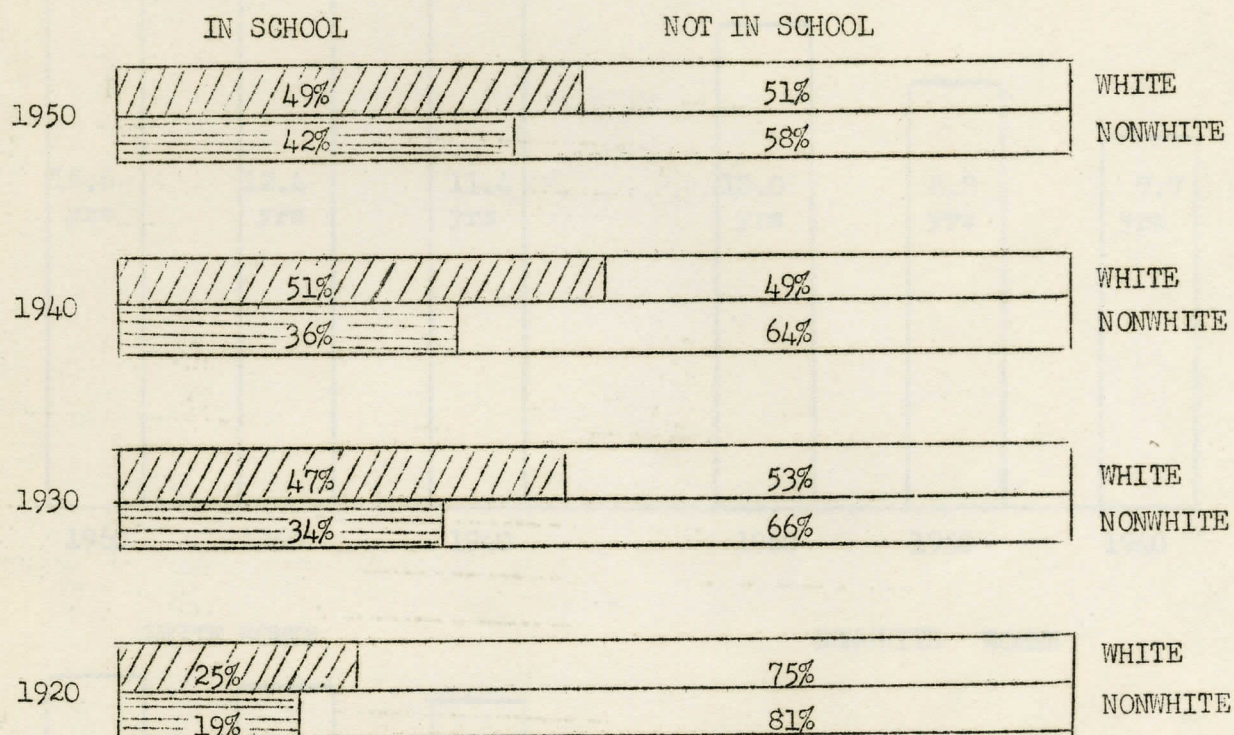 IN SCHOOL NOT IN SCHOOL
49% 51% WHITE
1950
42% 58% NONWHITE
51% 49% WHITE
1940
36% 64% NONWHITE
47% 53% WHITE
1930
34% 66% NONWHITE
25% 75% WHITE
1920
19% 81% NONWHITE